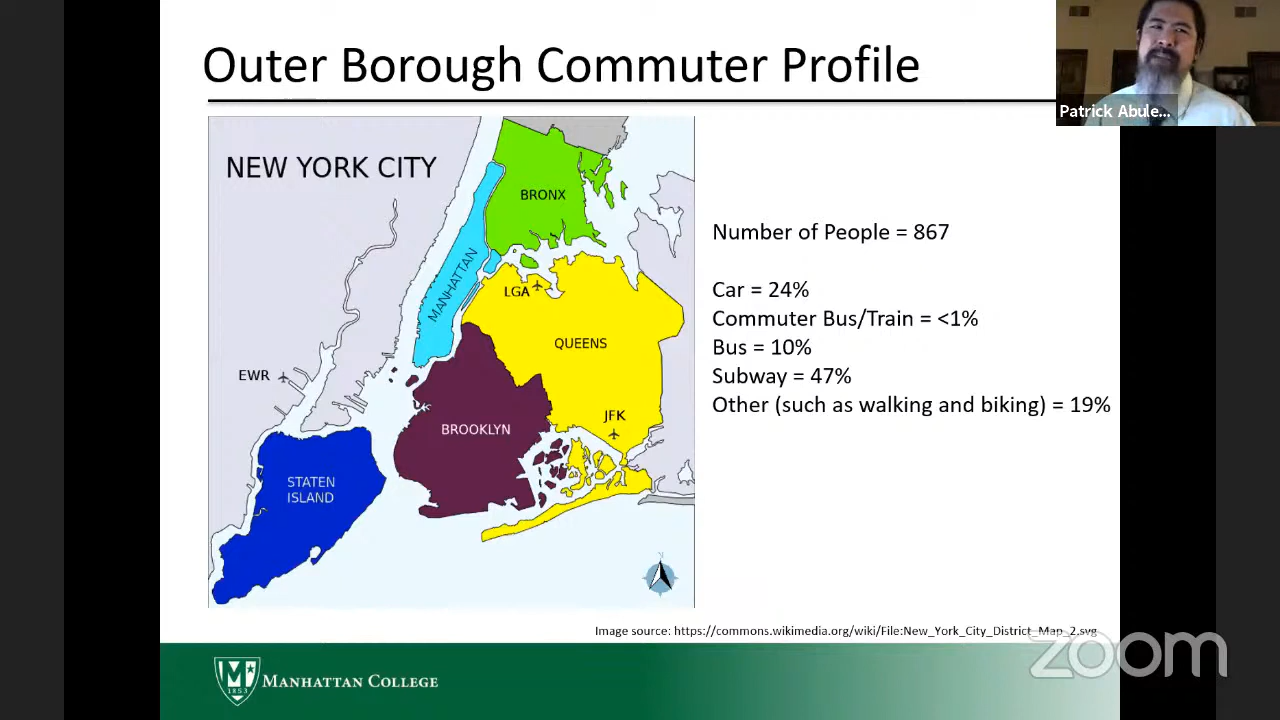 Outer Borough Commuter Profile
Patrick Abule...
NEW YORK CITY
BRONX
MANHATTAN
LGA
QUEENS
EWR
JFK
BROOKLYN
STATEN
ISLAND
N
Number of People = 867
Car = 24%
Commuter Bus/Train = <1%
Bus = 10%
Subway = 47%
Other (such as walking and biking) = 19%
Image source: https://commons.wikimedia.org/wiki/File:New_York_City_District_Map_2.svg
zoom
M
1853
MANHATTAN COLLEGE